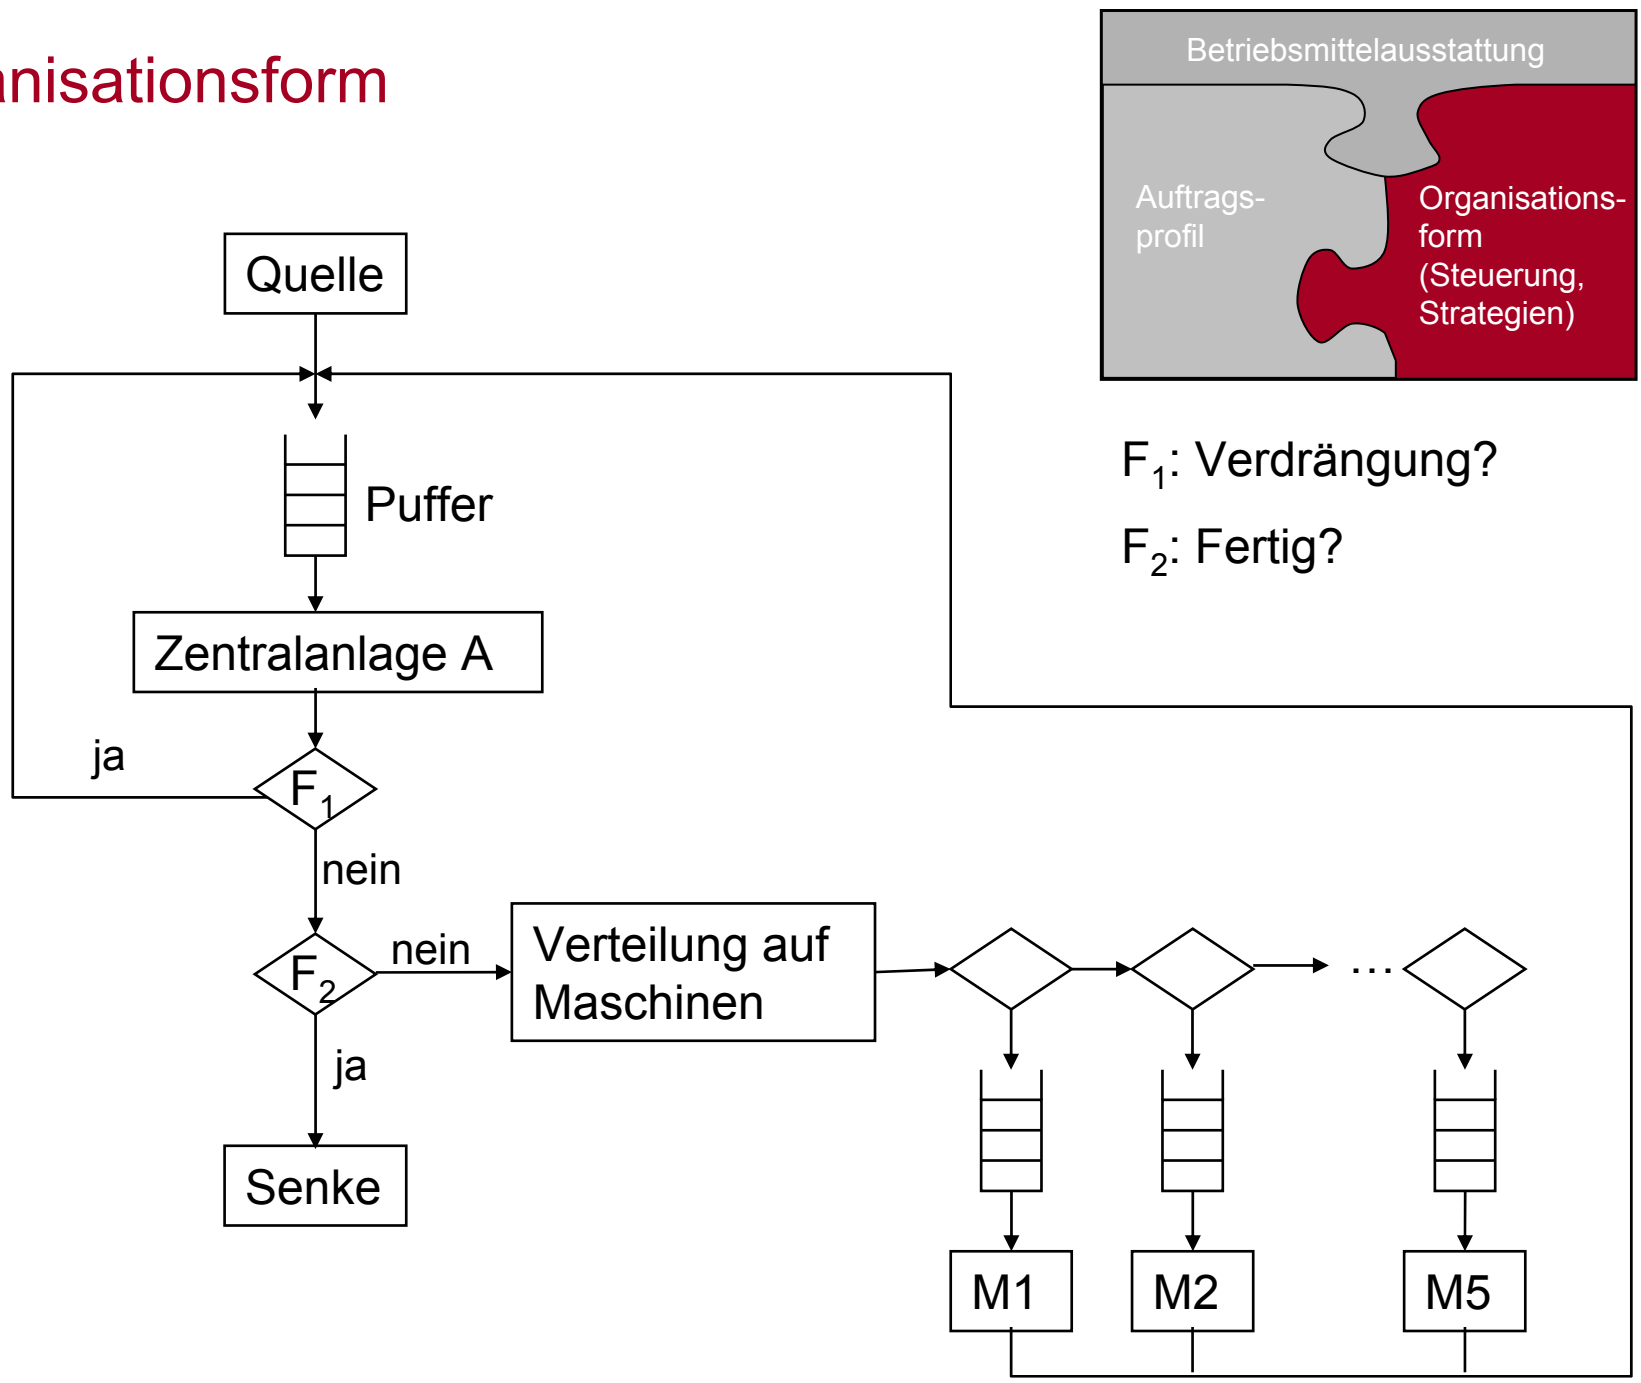 anisationsform
Betriebsmittelausstattung
Auftrags-
profil
Organisations-
form
(Steuerung,
Strategien)
F1: Verdrängung?
F2: Fertig?
Quelle
Puffer
Zentralanlage A
ja
F1
nein
F2
nein
Verteilung auf
Maschinen
...
ja
Senke
M1
M2
M5